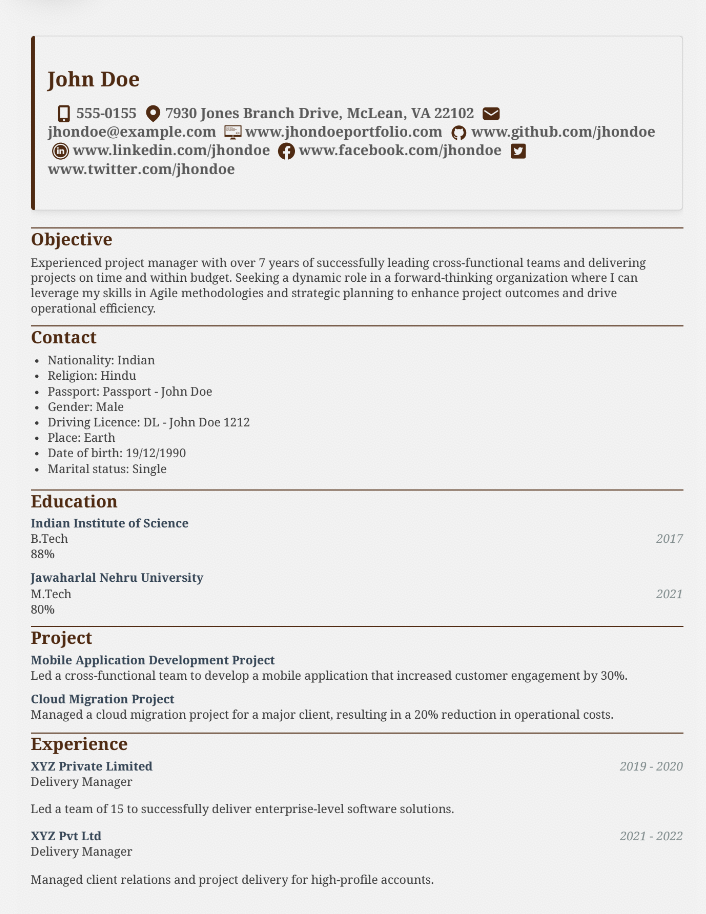 John Doe
555-0155 7930 Jones Branch Drive, McLean, VA 22102
jhondoe@example.com www.jhondoeportfolio.com www.github.com/jhondoe
www.linkedin.com/jhondoe www.facebook.com/jhondoe
www.twitter.com/jhondoe
Objective
Experienced project manager with over 7 years of successfully leading cross-functional teams and delivering
projects on time and within budget. Seeking a dynamic role in a forward-thinking organization where I can
leverage my skills in Agile methodologies and strategic planning to enhance project outcomes and drive
operational efficiency.
Contact
• Nationality: Indian
• Religion: Hindu
• Passport: Passport - John Doe
• Gender: Male
• Driving Licence: DL - John Doe 1212
• Place: Earth
• Date of birth: 19/12/1990
• Marital status: Single
Education
Indian Institute of Science
B.Tech 2017
88%
Jawaharlal Nehru University
M.Tech 2021
80%
Project
Mobile Application Development Project
Led a cross-functional team to develop a mobile application that increased customer engagement by 30%.
Cloud Migration Project
Managed a cloud migration project for a major client, resulting in a 20% reduction in operational costs.
Experience
XYZ Private Limited 2019 - 2020
Delivery Manager
Led a team of 15 to successfully deliver enterprise-level software solutions.
XYZ Pvt Ltd 2021 - 2022
Delivery Manager
Managed client relations and project delivery for high-profile accounts.